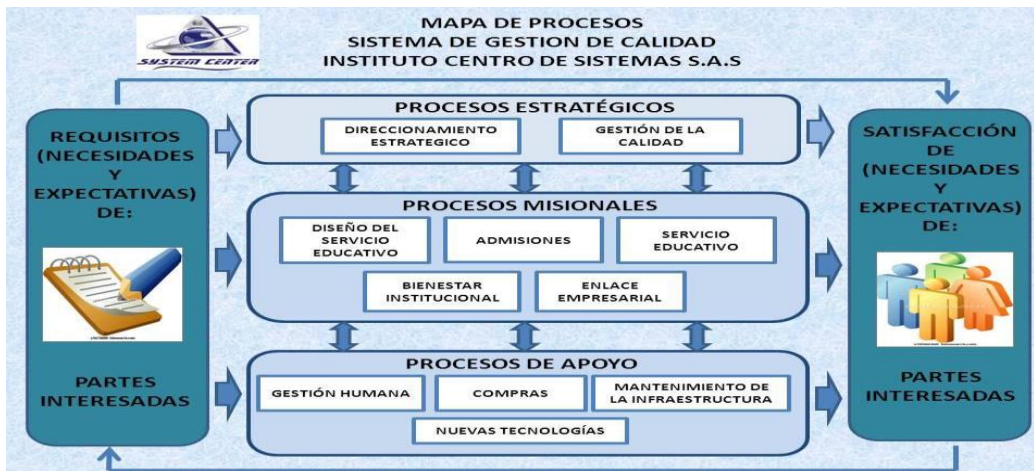 MAPA DE PROCESOS
SISTEMA DE GESTION DE CALIDAD
INSTITUTO CENTRO DE SISTEMAS S.A.S
SYSTEM CENTER
REQUISITOS
(NECESIDADES
Y
EXPECTATIVAS)
DE:
PARTES
INTERESADAS
PROCESOS ESTRATÉGICOS
DIRECCIONAMIENTO
ESTRATEGICO
GESTIÓN DE LA
CALIDAD
PROCESOS MISIONALES
DISEÑO DEL
SERVICIO
EDUCATIVO
ADMISIONES
SERVICIO
EDUCATIVO
BIENESTAR
INSTITUCIONAL
ENLACE
EMPRESARIAL
PROCESOS DE APOYO
GESTIÓN HUMANA
COMPRAS
MANTENIMIENTO DE
LA INFRAESTRUCTURA
NUEVAS TECNOLOGÍAS
SATISFACCIÓN
DE
(NECESIDADES
Y
EXPECTATIVAS)
DE:
PARTES
INTERESADAS